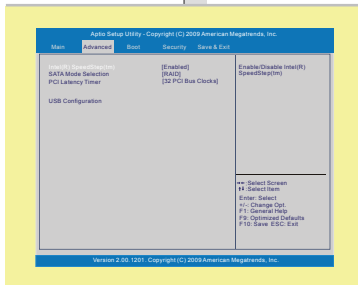 Aptio Setup Utility - Copyright (C) 2009 American Megatrends, Inc.
Main Advanced Boot Security Save & Exit
Intel(R) SpeedStep(tm) [Enabled]
SATA Mode Selection [RAID]
PCI Latency Timer [32 PCI Bus Clocks]
USB Configuration
Enable/Disable Intel(R)
SpeedStep(tm)
→←: Select Screen
↑↓: Select Item
Enter: Select
+/-: Change Opt.
F1: General Help
F9: Optimized Defaults
F10: Save ESC: Exit
Version 2.00.1201. Copyright (C) 2009 American Megatrends, Inc.